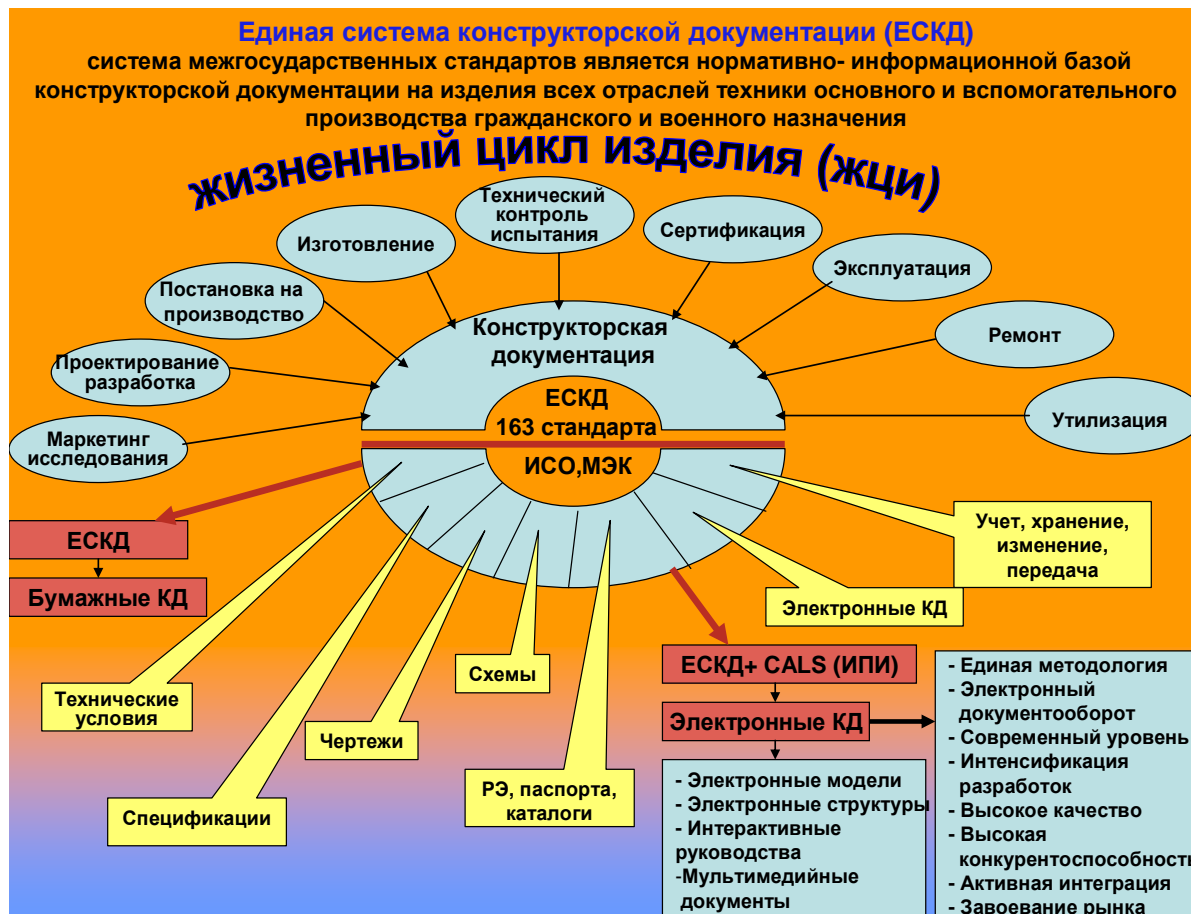 Единая система конструкторской документации (ЕСКД)
система межгосударственных стандартов является нормативно- информационной базой
конструкторской документации на изделия всех отраслей техники основного и вспомогательного
производства гражданского и военного назначения
жизненный цикл изделия (жци)
Технический
контроль
испытания
Изготовление
Сертификация
Постановка на
производство
Эксплуатация
Проектирование
разработка
Ремонт
Маркетинг
исследования
Утилизация
Конструкторская
документация
ЕСКД
163 стандарта
ИСО,МЭК
ЕСКД
Бумажные КД
Учет, хранение,
изменение,
передача
Электронные КД
Схемы
Технические
условия
Чертежи
Спецификации
РЭ, паспорта,
каталоги
ЕСКД+ CALS (ИПИ)
Электронные КД
- Электронные модели
- Электронные структуры
- Интерактивные
руководства
-Мультимедийные
документы
- Единая методология
- Электронный
документооборот
- Современный уровень
- Интенсификация
разработок
- Высокое качество
- Высокая
конкурентоспособность
- Активная интеграция
- Завоевание рынка